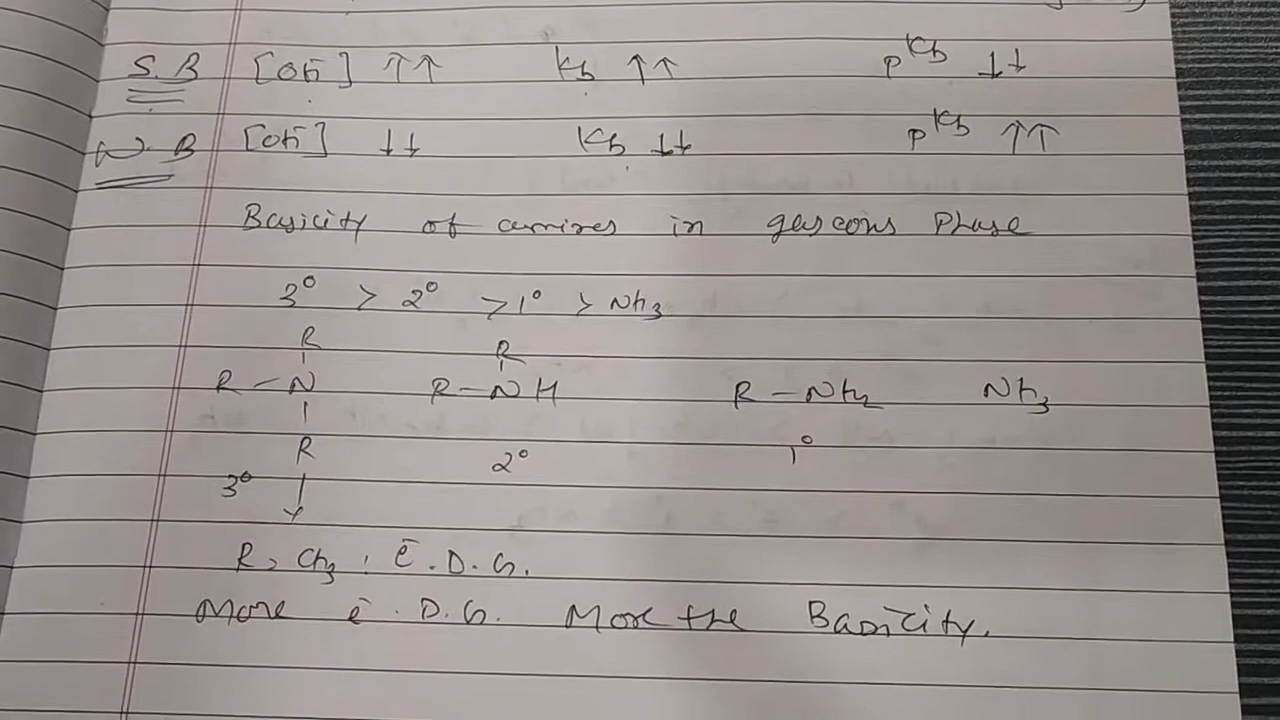 S.B [OH̄] ↑↑ Kb ↑↑ pKb ↓↓
W.B [OH̄] ↓↓ Kb ↓↓ pKb ↑↑
Basicity of amines in gaseous Phase
3° > 2° > 1° > NH3
R R
R-N R-NH R-NH2 NH3
R 2° 1°
3° ↓
R, CH3 : ē.D.G.
More ē.D.G. More the Basicity.